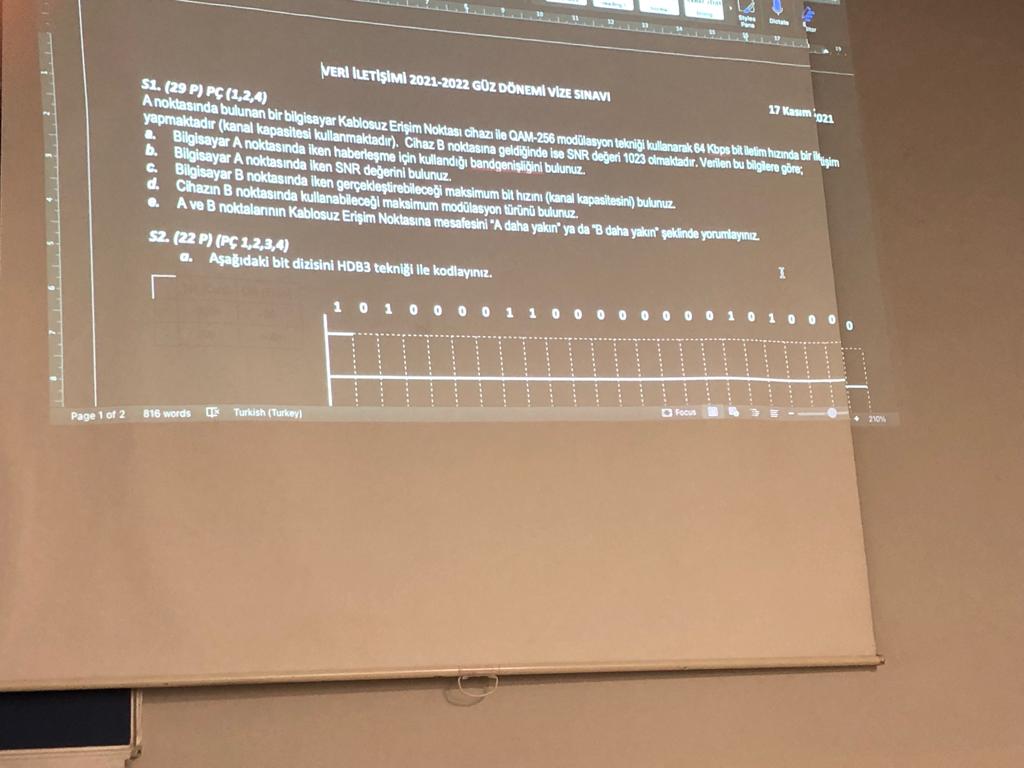 Styles Pane
Dictate
VERİ İLETİŞİMİ 2021-2022 GÜZ DÖNEMİ VİZE SINAVI
17 Kasım 2021
S1. (29 P) PÇ (1,2,4)
A noktasında bulunan bir bilgisayar Kablosuz Erişim Noktası cihazı ile QAM-256 modülasyon tekniği kullanarak 64 Kbps bit iletim hızında bir iletişim
yapmaktadır (kanal kapasitesi kullanmaktadır). Cihaz B noktasına geldiğinde ise SNR değeri 1023 olmaktadır. Verilen bu bilgilere göre;
a. Bilgisayar A noktasında iken haberleşme için kullandığı bandgenişliğini bulunuz.
b. Bilgisayar A noktasında iken SNR değerini bulunuz.
c. Bilgisayar B noktasında iken gerçekleştirebileceği maksimum bit hızını (kanal kapasitesini) bulunuz.
d. Cihazın B noktasında kullanabileceği maksimum modülasyon türünü bulunuz.
e. A ve B noktalarının Kablosuz Erişim Noktasına mesafesini "A daha yakın" ya da "B daha yakın" şeklinde yorumlayınız.
S2. (22 P) (PÇ 1,2,3,4)
a. Aşağıdaki bit dizisini HDB3 tekniği ile kodlayınız.
1 0 1 0 0 0 0 1 1 0 0 0 0 0 0 0 1 0 1 0 0 0 0
Page 1 of 2 816 words Turkish (Turkey) Focus 210%